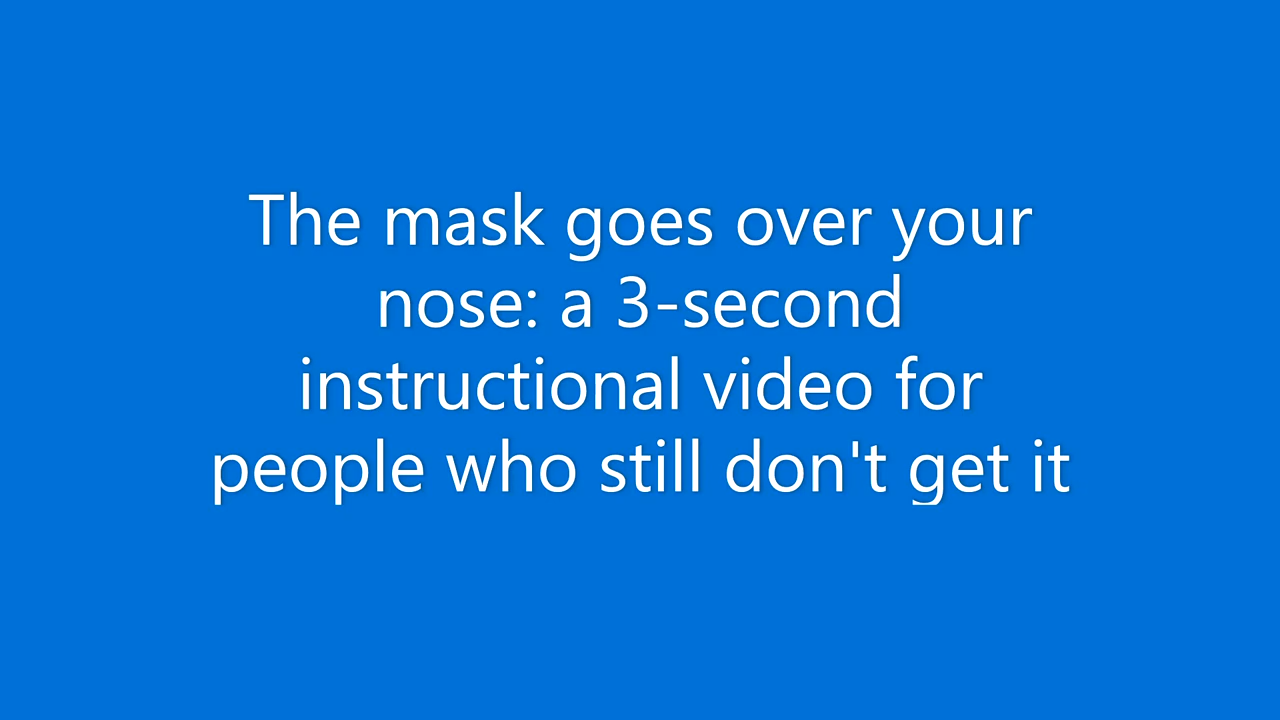 The mask goes over your
nose: a 3-second
instructional video for
people who still don't get it